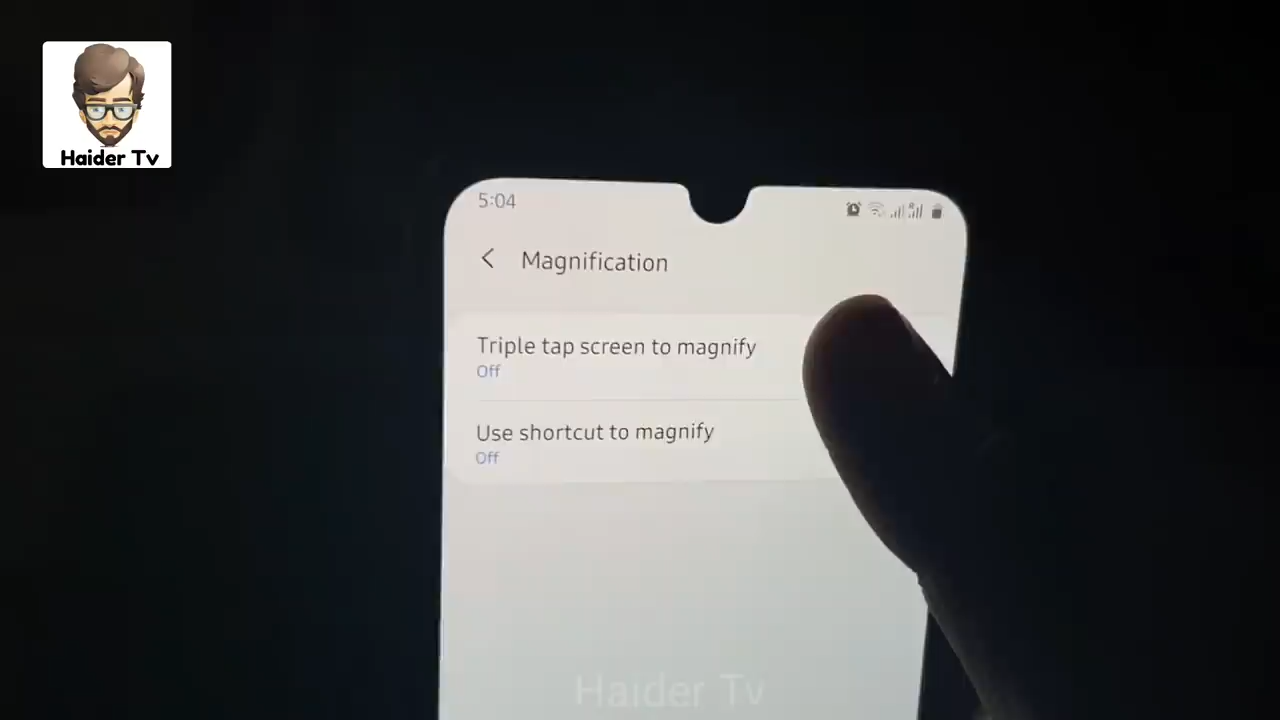 Haider Tv
5:04
Magnification
Triple tap screen to magnify
Off
Use shortcut to magnify
Off
Haider Tv